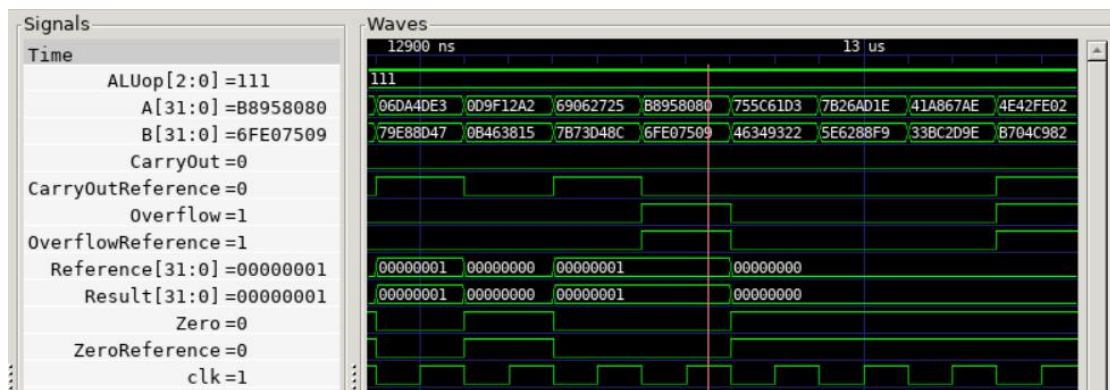 Signals
Waves
Time
12900 ns 13 us
ALUop[2:0] =111 111
A[31:0] =B8958080 06DA4DE3 0D9F12A2 69062725 B8958080 755C61D3 7B26AD1E 41A867AE 4E42FE02
B[31:0] =6FE07509 79E88D47 0B463815 7B73D48C 6FE07509 46349322 5E6288F9 33BC2D9E B704C982
CarryOut =0
CarryOutReference =0
Overflow =1
OverflowReference =1
Reference[31:0] =00000001 00000001 00000000 00000001 00000000
Result[31:0] =00000001 00000001 00000000 00000001 00000000
Zero =0
ZeroReference =0
clk =1